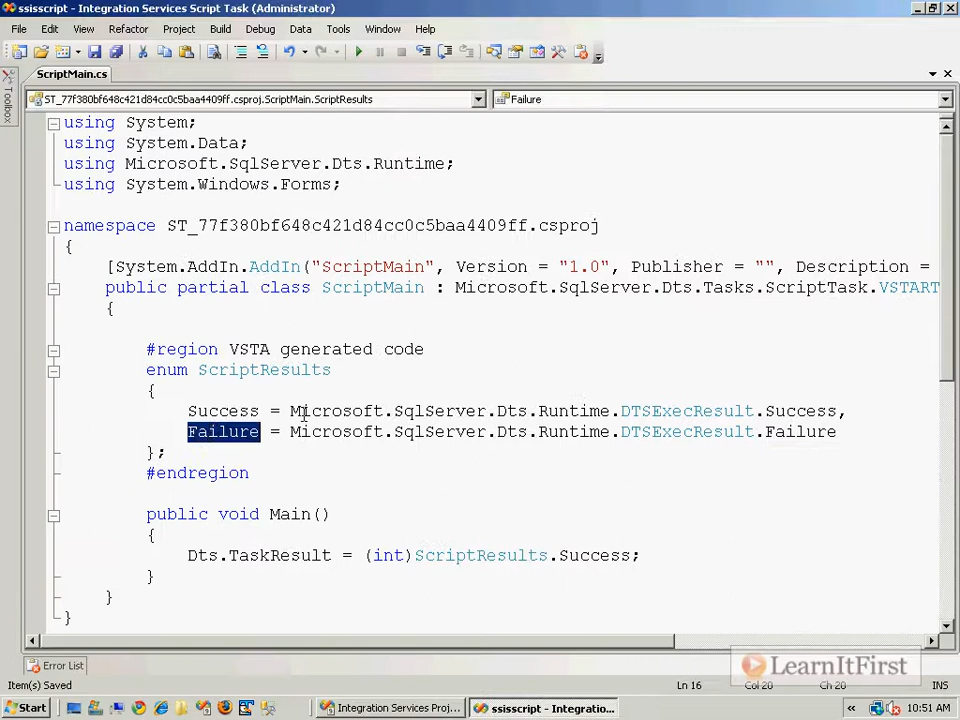 ssisscript - Integration Services Script Task (Administrator)
File Edit View Refactor Project Build Debug Data Tools Window Help
ScriptMain.cs
Toolbox
ST_77f380bf648c421d84cc0c5baa4409ff.csproj.ScriptMain.ScriptResults Failure
using System;
using System.Data;
using Microsoft.SqlServer.Dts.Runtime;
using System.Windows.Forms;
namespace ST_77f380bf648c421d84cc0c5baa4409ff.csproj
{
[System.AddIn.AddIn("ScriptMain", Version = "1.0", Publisher = "", Description =
public partial class ScriptMain : Microsoft.SqlServer.Dts.Tasks.ScriptTask.VSTART
{
#region VSTA generated code
enum ScriptResults
{
Success = Microsoft.SqlServer.Dts.Runtime.DTSExecResult.Success,
Failure = Microsoft.SqlServer.Dts.Runtime.DTSExecResult.Failure
};
#endregion
public void Main()
{
Dts.TaskResult = (int)ScriptResults.Success;
}
}
}
Error List
LearnItFirst
Item(s) Saved Ln 16 Col 20 Ch 20 INS
Start Integration Services Proj... ssisscript - Integratio... « 10:51 AM